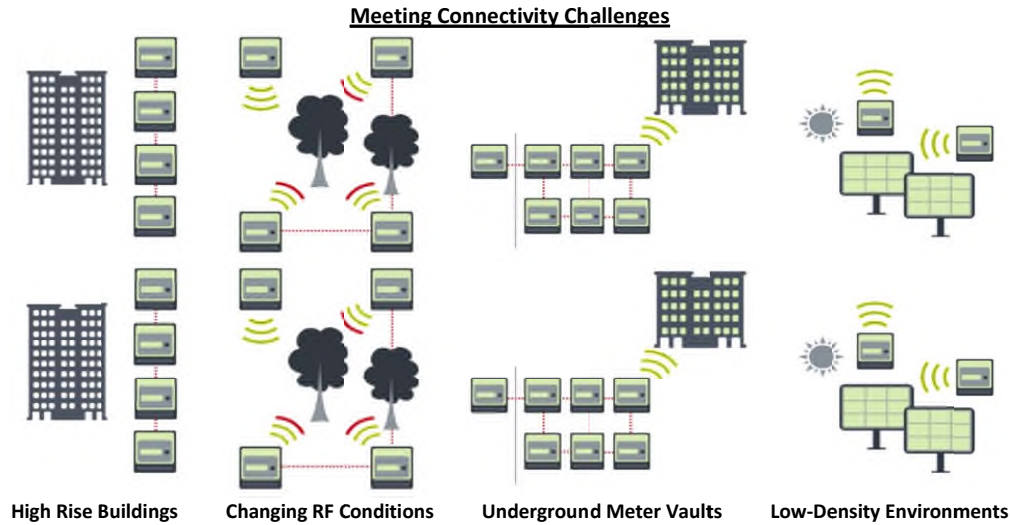 Meeting Connectivity Challenges
High Rise Buildings
Changing RF Conditions
Underground Meter Vaults
Low-Density Environments